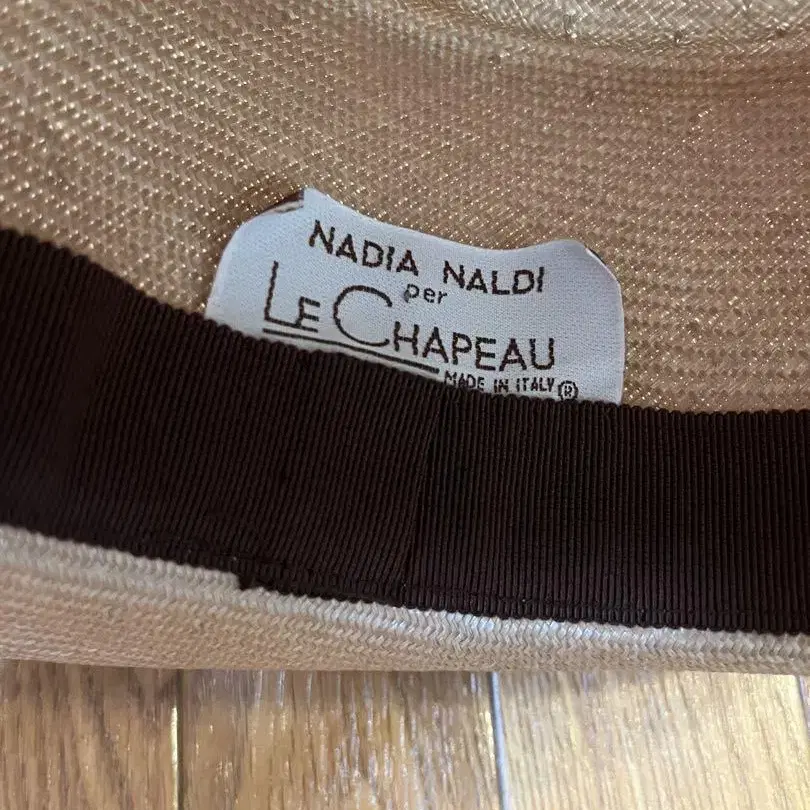 NADIA NALDI
per
LE CHAPEAU
MADE IN ITALY ®